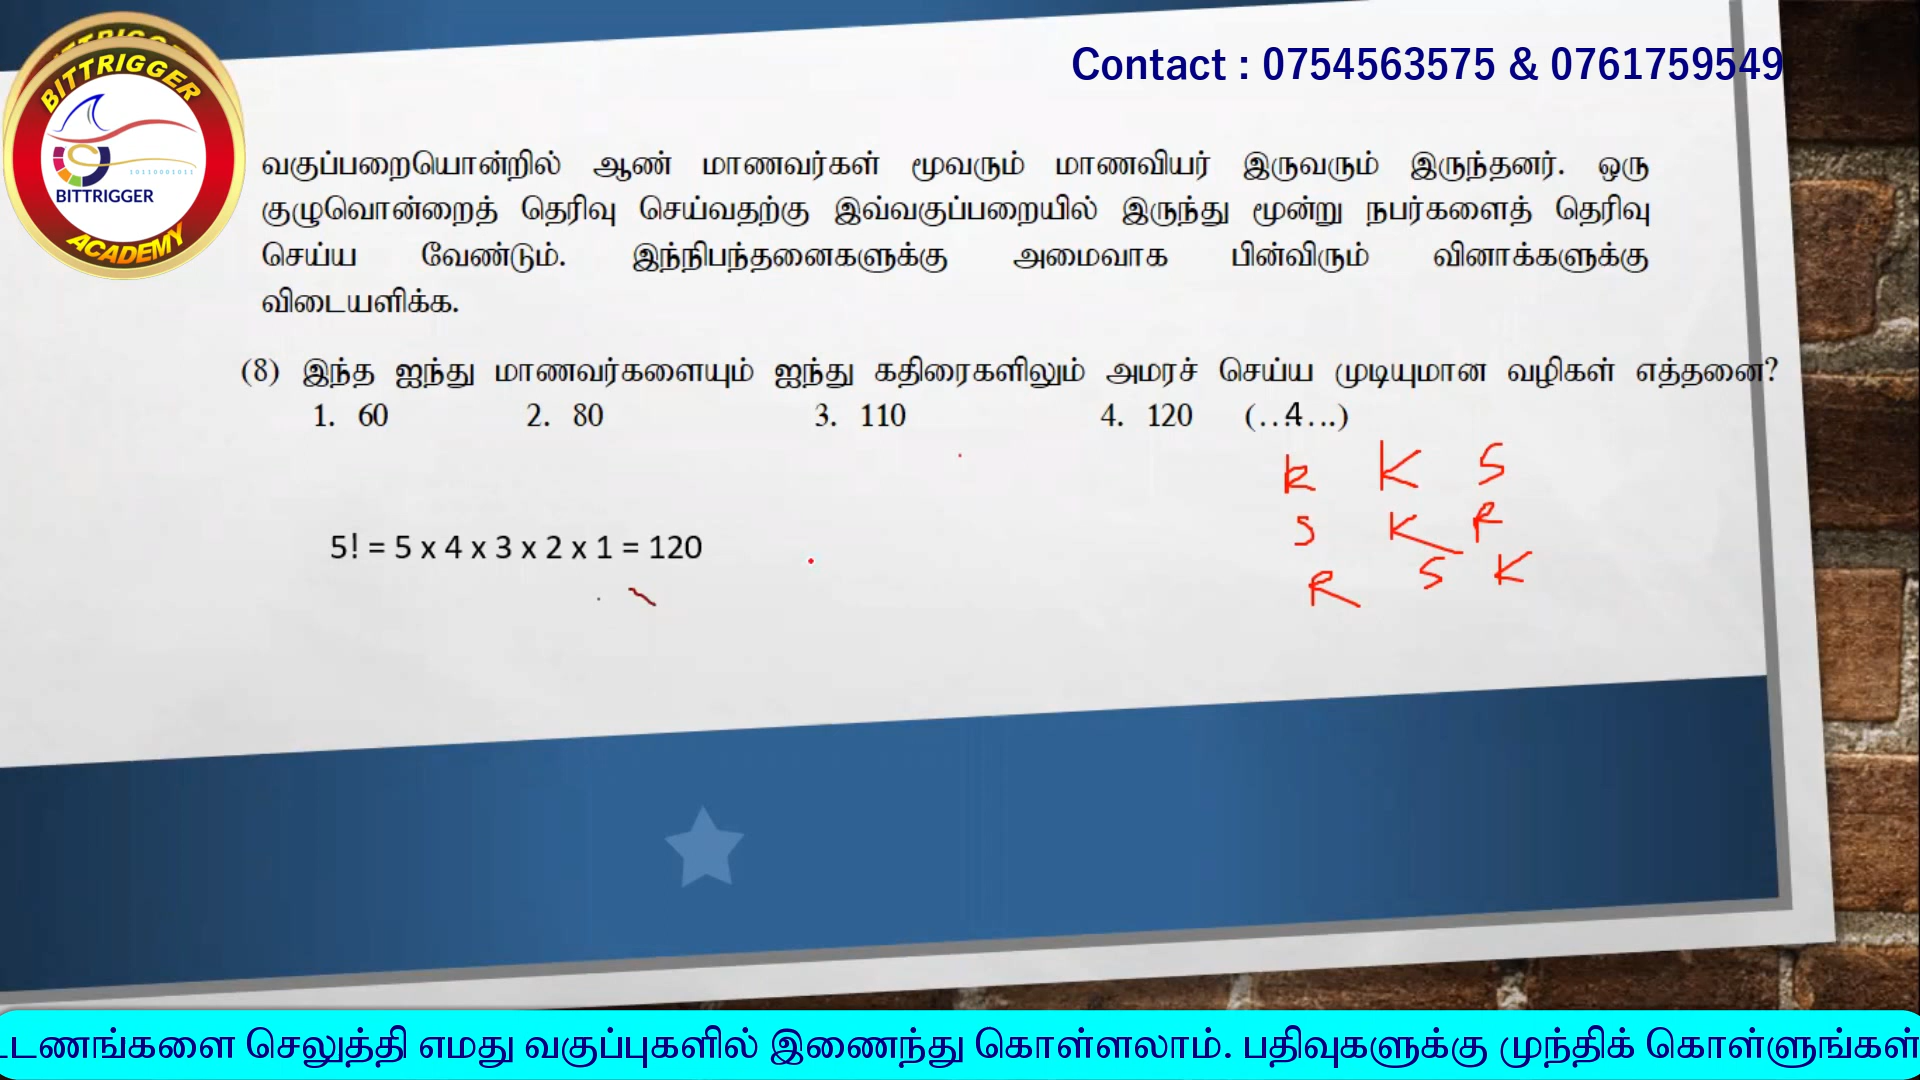 BITTRIGGER
BITTRIGGER
10110001011
BITTRIGGER
ACADEMY
Contact : 0754563575 & 0761759549
வகுப்பறையொன்றில் ஆண் மாணவர்கள் மூவரும் மாணவியர் இருவரும் இருந்தனர். ஒரு
குழுவொன்றைத் தெரிவு செய்வதற்கு இவ்வகுப்பறையில் இருந்து மூன்று நபர்களைத் தெரிவு
செய்ய வேண்டும். இந்நிபந்தனைகளுக்கு அமைவாக பின்விரும் வினாக்களுக்கு
விடையளிக்க.
(8) இந்த ஐந்து மாணவர்களையும் ஐந்து கதிரைகளிலும் அமரச் செய்ய முடியுமான வழிகள் எத்தனை?
1. 60 2. 80 3. 110 4. 120 (...4...)
R K S
S K R
R S K
5! = 5 x 4 x 3 x 2 x 1 = 120
டணங்களை செலுத்தி எமது வகுப்புகளில் இணைந்து கொள்ளலாம். பதிவுகளுக்கு முந்திக் கொள்ளுங்கள்